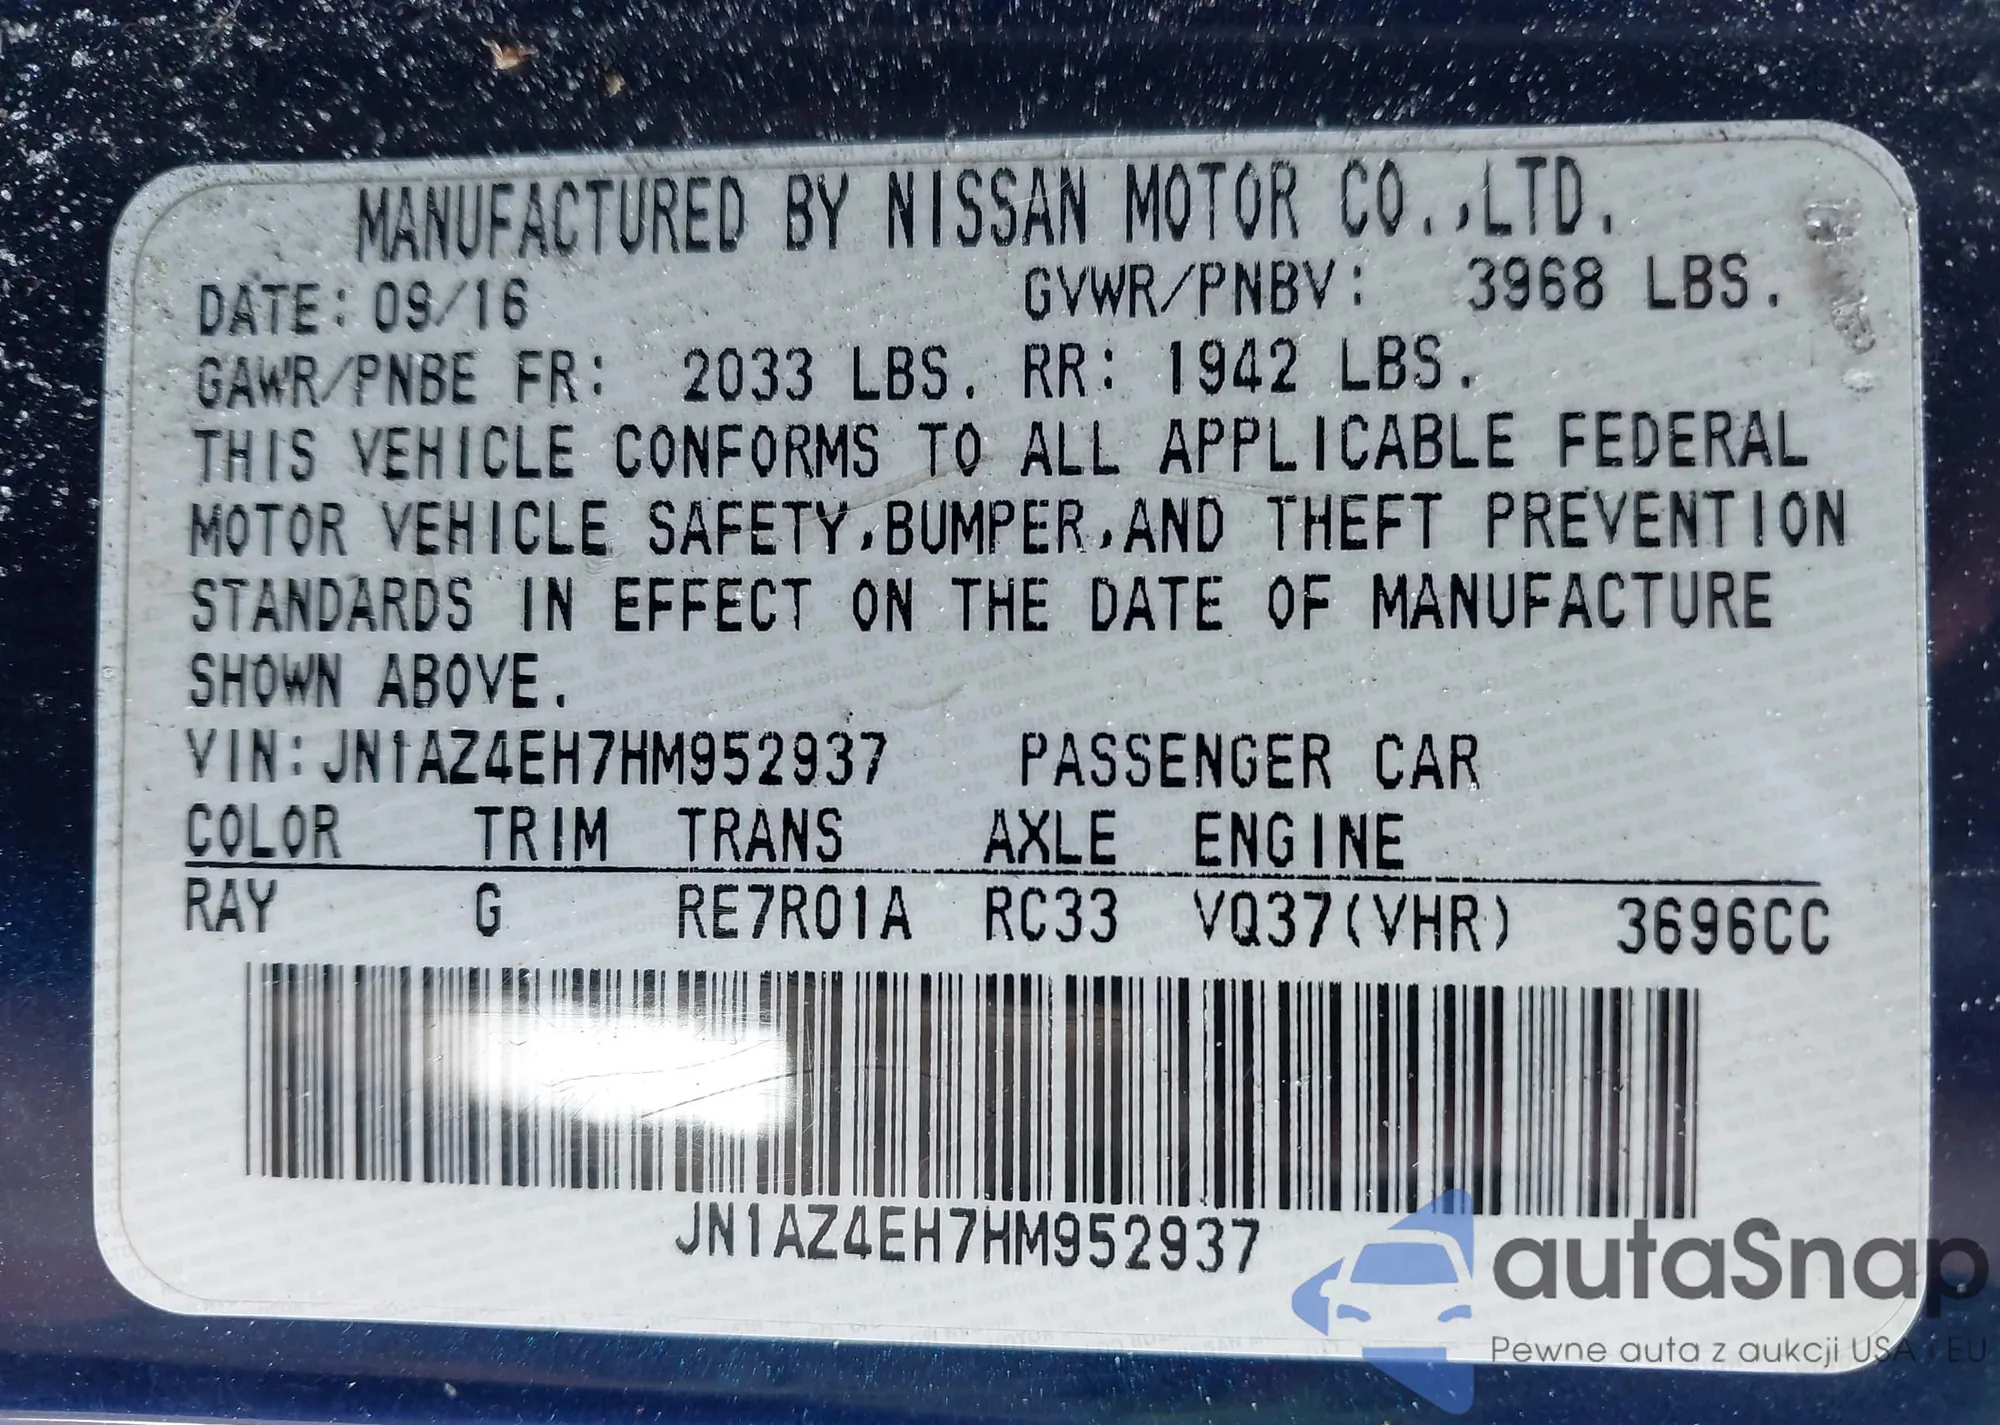 MANUFACTURED BY NISSAN MOTOR CO.,LTD.
DATE: 09/16 GVWR/PNBV: 3968 LBS.
GAWR/PNBE FR: 2033 LBS. RR: 1942 LBS.
THIS VEHICLE CONFORMS TO ALL APPLICABLE FEDERAL
MOTOR VEHICLE SAFETY,BUMPER,AND THEFT PREVENTION
STANDARDS IN EFFECT ON THE DATE OF MANUFACTURE
SHOWN ABOVE.
VIN:JN1AZ4EH7HM952937 PASSENGER CAR
COLOR TRIM TRANS AXLE ENGINE
RAY G RE7R01A RC33 VQ37(VHR) 3696CC
JN1AZ4EH7HM952937
autaSnap
Pewne auta z aukcji USA i EU